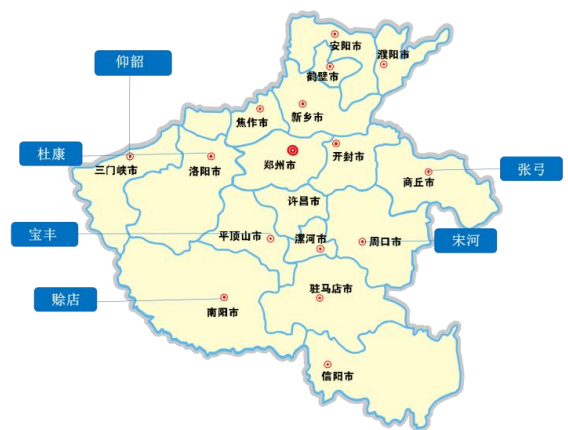 安阳市
濮阳市
仰韶
鹤壁市
新乡市
焦作市
杜康
开封市
郑州市
三门峡市
洛阳市
张弓
商丘市
许昌市
宝丰
平顶山市
漯河市
周口市
宋河
赊店
驻马店市
南阳市
信阳市